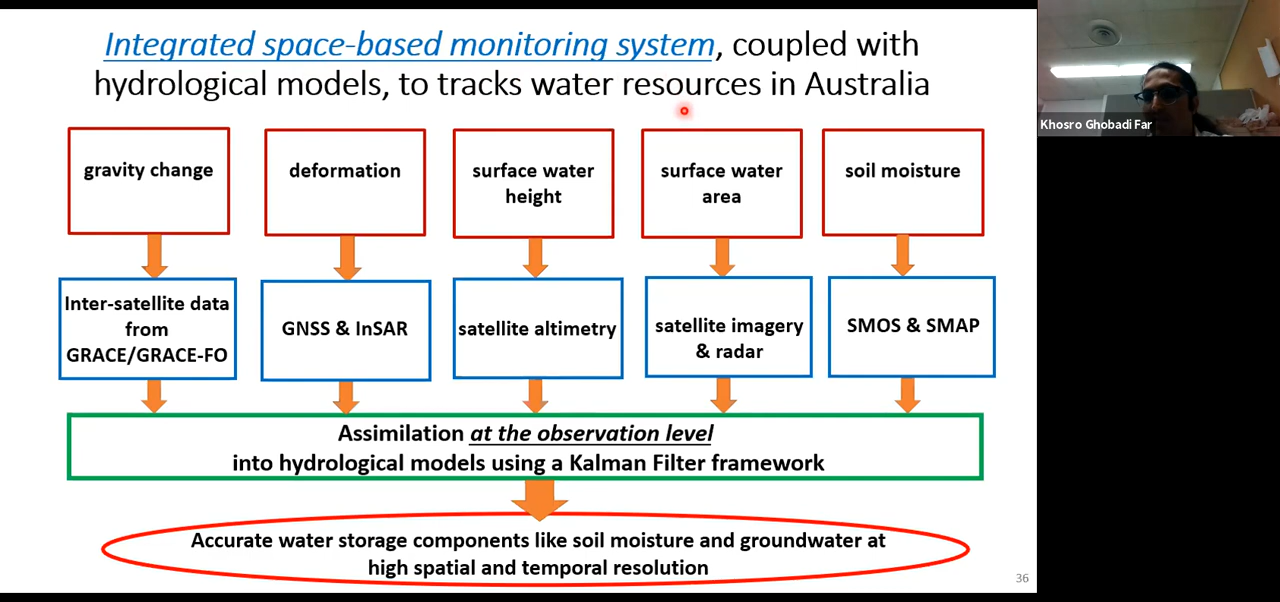 Integrated space-based monitoring system, coupled with
hydrological models, to tracks water resources in Australia
Khosro Ghobadi Far
gravity change
deformation
surface water
height
surface water
area
soil moisture
Inter-satellite data
from
GRACE/GRACE-FO
GNSS & InSAR
satellite altimetry
satellite imagery
& radar
SMOS & SMAP
Assimilation at the observation level
into hydrological models using a Kalman Filter framework
Accurate water storage components like soil moisture and groundwater at
high spatial and temporal resolution
36